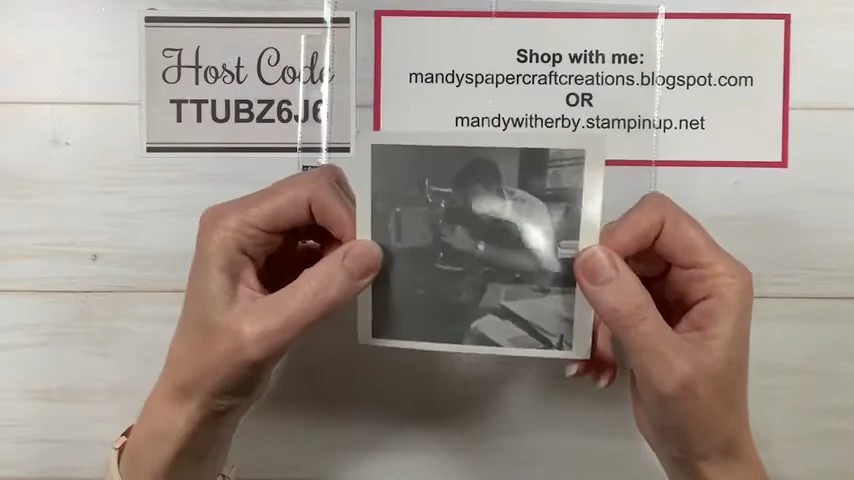 Host Code
TTUBZ6J6
Shop with me:
mandyspapercraftcreations.blogspot.com
OR
mandywitherby.stampinup.net